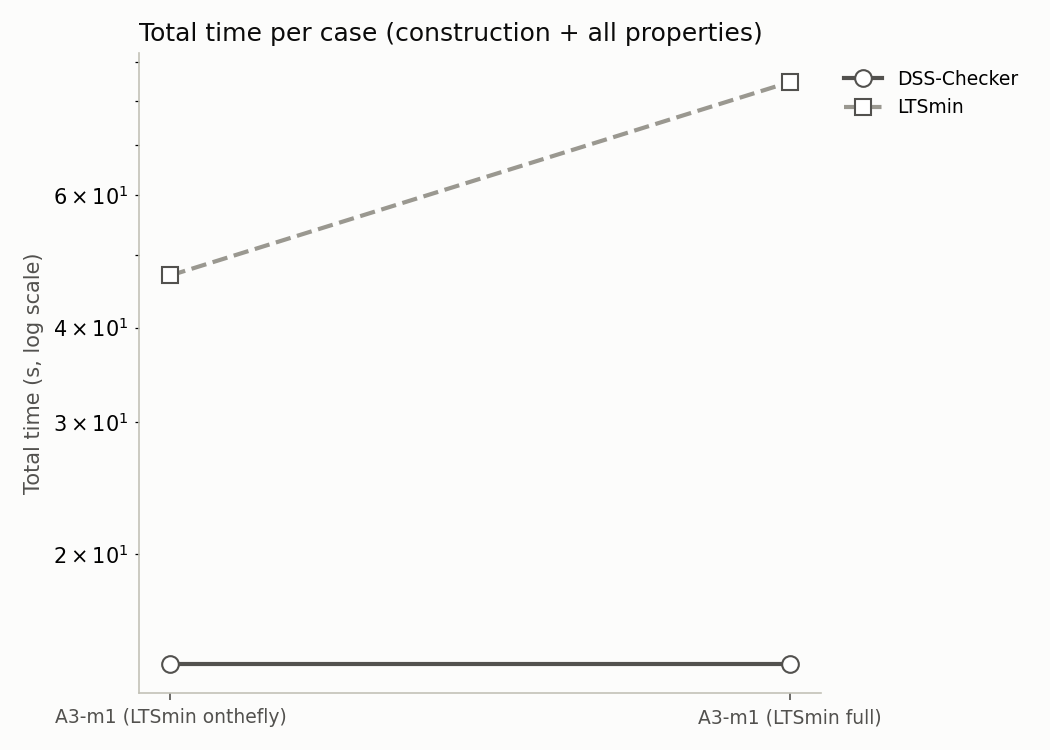 Total time per case (construction + all properties)
DSS-Checker
LTSmin
6 × 10¹
4 × 10¹
3 × 10¹
2 × 10¹
Total time (s, log scale)
A3-m1 (LTSmin onthefly)
A3-m1 (LTSmin full)